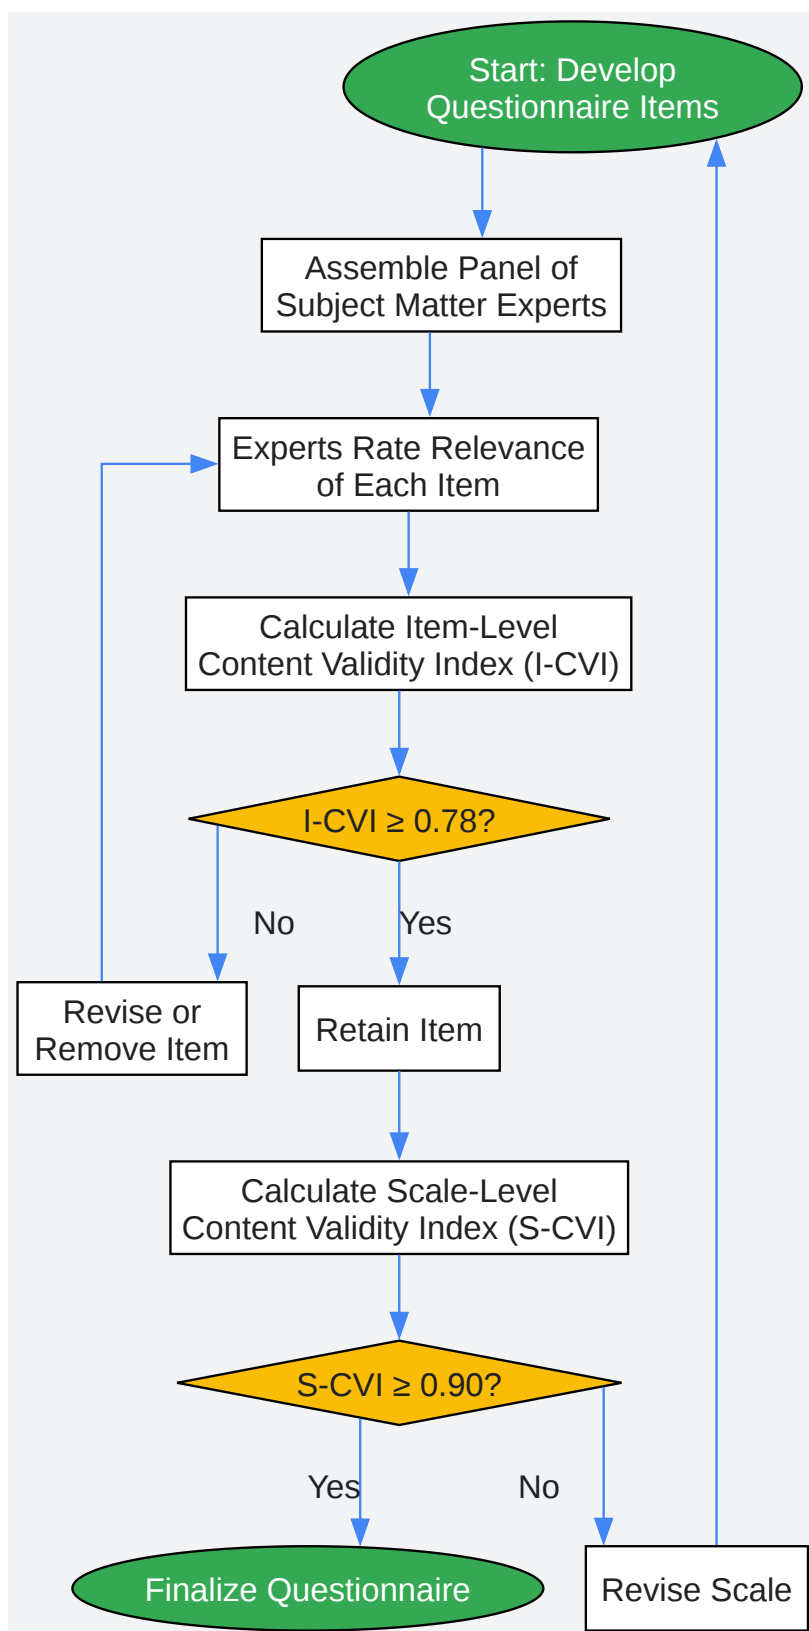 Start: Develop
Questionnaire Items
Assemble Panel of
Subject Matter Experts
Experts Rate Relevance
of Each Item
Calculate Item-Level
Content Validity Index (I-CVI)
I-CVI ≥ 0.78?
No
Yes
Revise or
Remove Item
Retain Item
Calculate Scale-Level
Content Validity Index (S-CVI)
S-CVI ≥ 0.90?
Yes
No
Finalize Questionnaire
Revise Scale